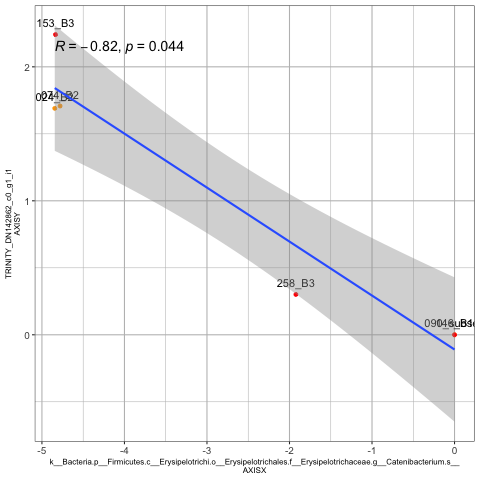 153_B3
R = −0.82, p = 0.044
258_B3
2
1
0
-5
-4
-3
-2
-1
0
TRINITY_DN142862_c0_g1_i1
AXISY
k__Bacteria.p__Firmicutes.c__Erysipelotrichi.o__Erysipelotrichales.f__Erysipelotrichaceae.g__Catenibacterium.s__
AXISX